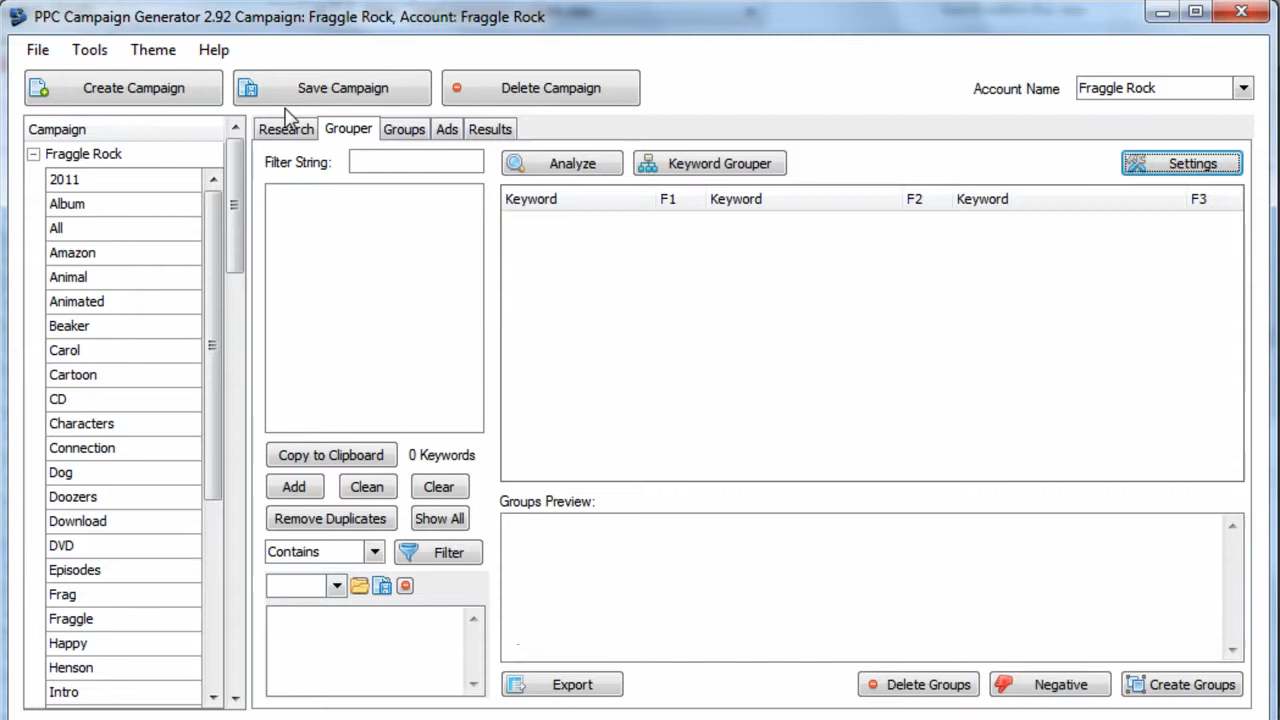 PPC Campaign Generator 2.92 Campaign: Fraggle Rock, Account: Fraggle Rock
File Tools Theme Help
Create Campaign Save Campaign Delete Campaign Account Name Fraggle Rock
Campaign Research Grouper Groups Ads Results
Fraggle Rock
Filter String: Analyze Keyword Grouper Settings
2011
Keyword F1 Keyword F2 Keyword F3
Album
All
Amazon
Animal
Animated
Beaker
Carol
Cartoon
CD
Characters
Connection
Copy to Clipboard 0 Keywords
Dog
Add Clean Clear
Doozers
Groups Preview:
Download
Remove Duplicates Show All
DVD
Contains Filter
Episodes
Frag
Fraggle
Happy
Henson
Intro
Export Delete Groups Negative Create Groups